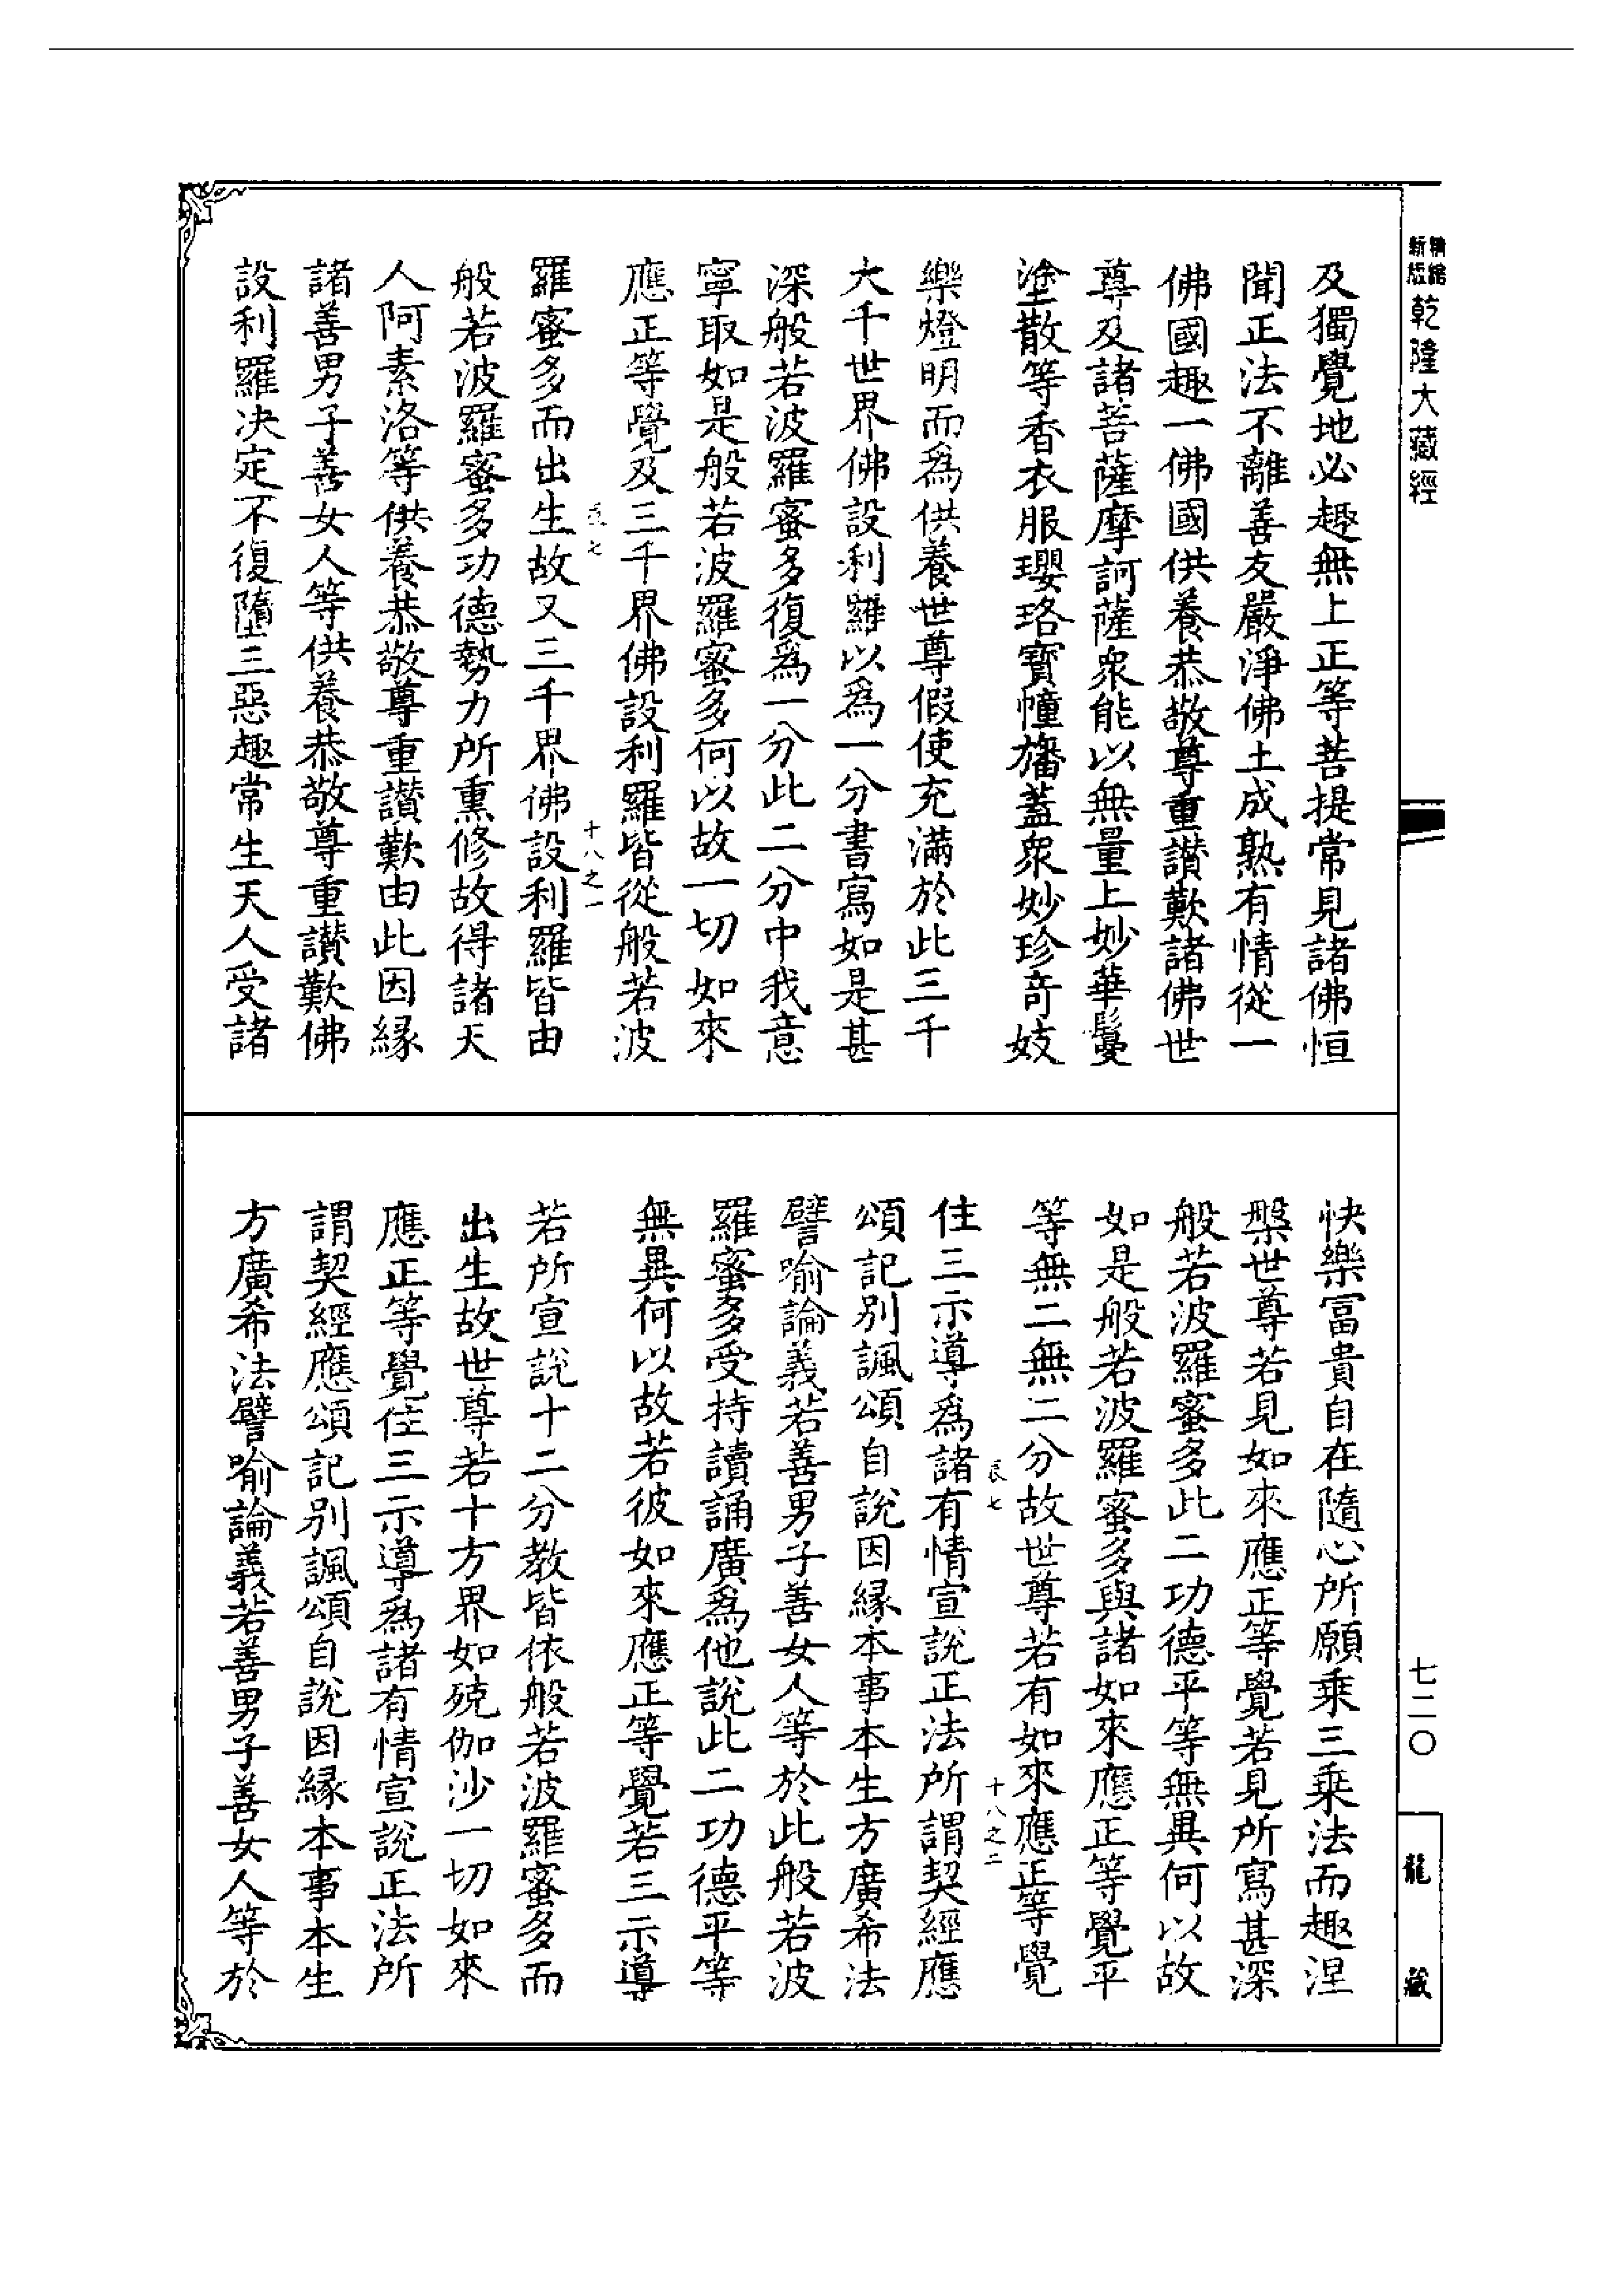 乾隆大藏經
及獨覺地必趣無上正等菩提常見諸佛恒
聞正法不離善友嚴淨佛土成熟有情從一
佛國趣一佛國供養恭敬尊重讚歎諸佛世
尊及諸菩薩摩訶薩衆能以無量上妙華鬘
塗散等香衣服瓔珞寶幢旛蓋衆妙珍奇妓
樂燈明而爲供養世尊假使充滿於此三千
大千世界佛設利羅以爲一分書寫如是甚
深般若波羅蜜多復爲一分此二分中我意
寧取如是般若波羅蜜多何以故一切如來
應正等覺及三千界佛設利羅皆從般若波
十八之一
羅蜜多而出生故又三千界佛設利羅皆由
般若波羅蜜多功德勢力所熏修故得諸天
人阿素洛等供養恭敬尊重讚歎由此因緣
諸善男子善女人等供養恭敬尊重讚歎佛
設利羅决定不復墮三惡趣常生天人受諸
快樂富貴自在隨心所願乘三乘法而趣涅
槃世尊若見如來應正等覺若見所寫甚深
般若波羅蜜多此二功德平等無異何以故
如是般若波羅蜜多與諸如來應正等覺平
等無二無二分故世尊若有如來應正等覺
辰七 十八之二
住三示導爲諸有情宣說正法所謂契經應
頌記別諷頌自說因緣本事本生方廣希法
譬喻論義若善男子善女人等於此般若波
羅蜜多受持讀誦廣爲他說此二功德平等
無異何以故若彼如來應正等覺若三示導
若所宣說十二分教皆依般若波羅蜜多而
出生故世尊若十方界如殑伽沙一切如來
應正等覺住三示導爲諸有情宣說正法所
謂契經應頌記別諷頌自說因緣本事本生
方廣希法譬喻論義若善男子善女人等於
七二〇
龍藏